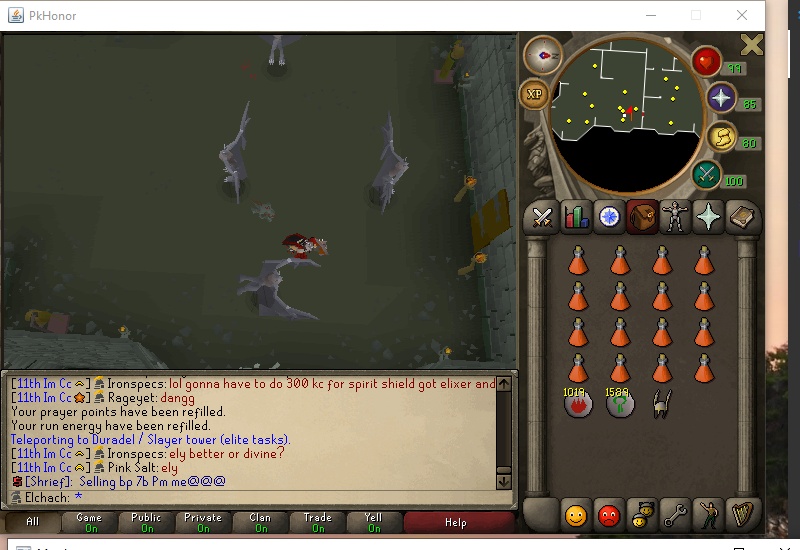 PkHonor
XP
99
85
80
100
[11th Im Cc] Ironspecs: lol gonna have to do 300 kc for spirit shield got elixer and
[11th Im Cc] Rageyet: dangg
Your prayer points have been refilled.
Your run energy have been refilled.
Teleporting to Duradel / Slayer tower (elite tasks).
[11th Im Cc] Ironspecs: ely better or divine?
[11th Im Cc] Pink Salt: ely
[Shrief]: Selling bp 7b Pm me@@@
Elchach: *
1019 1589
All Game On Public On Private On Clan On Trade On Yell On Help